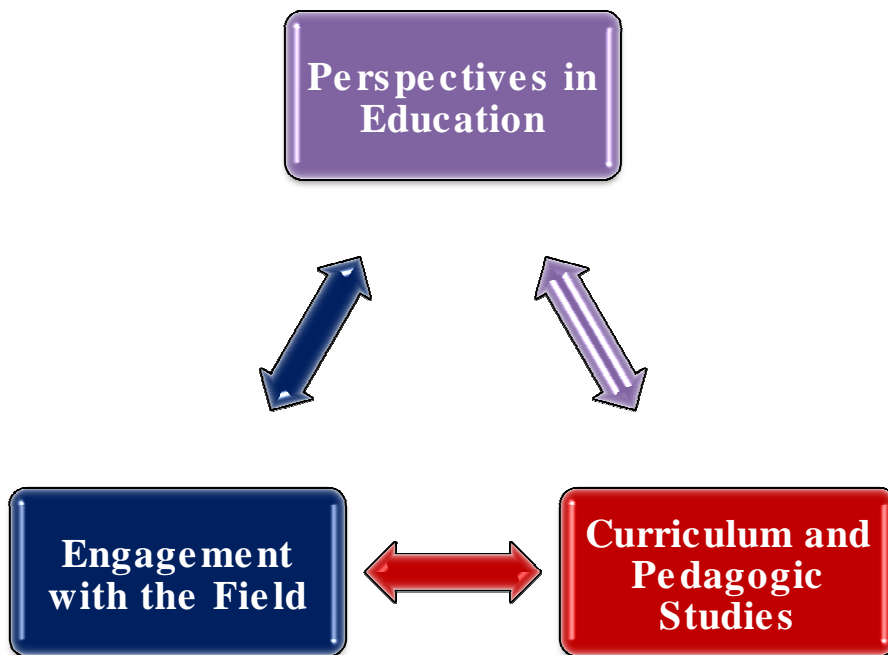 Perspectives in
Education
Engagement
with the Field
Curriculum and
Pedagogic
Studies